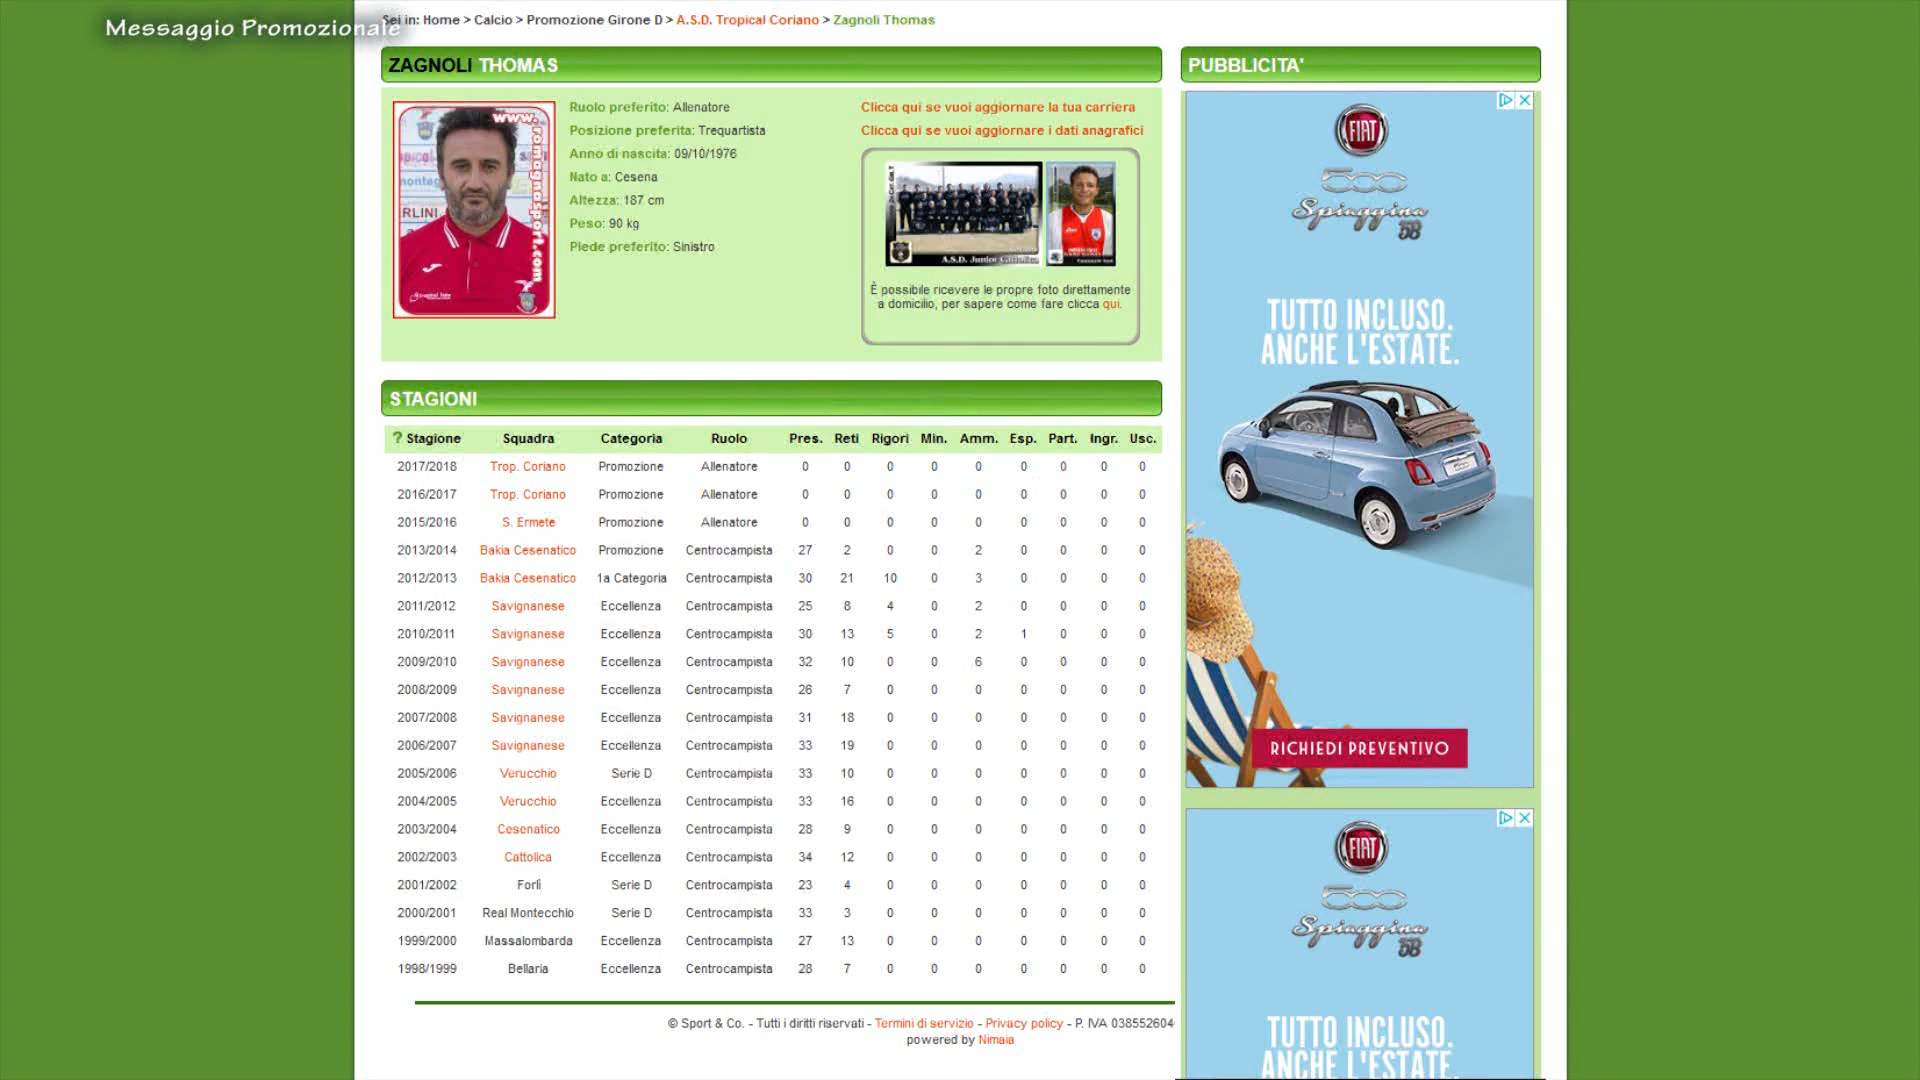 Messaggio Promozionale
Sei in: Home > Calcio > Promozione Girone D > A.S.D. Tropical Coriano > Zagnoli Thomas
ZAGNOLI THOMAS
www.romagnasport.com
Ruolo preferito: Allenatore
Posizione preferita: Trequartista
Anno di nascita: 09/10/1976
Nato a: Cesena
Altezza: 187 cm
Peso: 90 kg
Piede preferito: Sinistro
Clicca qui se vuoi aggiornare la tua carriera
Clicca qui se vuoi aggiornare i dati anagrafici
È possibile ricevere le propre foto direttamente
a domicilio, per sapere come fare clicca qui.
STAGIONI
? Stagione Squadra Categoria Ruolo Pres. Reti Rigori Min. Amm. Esp. Part. Ingr. Usc.
2017/2018 Trop. Coriano Promozione Allenatore 0 0 0 0 0 0 0 0 0
2016/2017 Trop. Coriano Promozione Allenatore 0 0 0 0 0 0 0 0 0
2015/2016 S. Ermete Promozione Allenatore 0 0 0 0 0 0 0 0 0
2013/2014 Bakia Cesenatico Promozione Centrocampista 27 2 0 0 2 0 0 0 0
2012/2013 Bakia Cesenatico 1a Categoria Centrocampista 30 21 10 0 3 0 0 0 0
2011/2012 Savignanese Eccellenza Centrocampista 25 8 4 0 2 0 0 0 0
2010/2011 Savignanese Eccellenza Centrocampista 30 13 5 0 2 1 0 0 0
2009/2010 Savignanese Eccellenza Centrocampista 32 10 0 0 6 0 0 0 0
2008/2009 Savignanese Eccellenza Centrocampista 26 7 0 0 0 0 0 0 0
2007/2008 Savignanese Eccellenza Centrocampista 31 18 0 0 0 0 0 0 0
2006/2007 Savignanese Eccellenza Centrocampista 33 19 0 0 0 0 0 0 0
2005/2006 Verucchio Serie D Centrocampista 33 10 0 0 0 0 0 0 0
2004/2005 Verucchio Eccellenza Centrocampista 33 16 0 0 0 0 0 0 0
2003/2004 Cesenatico Eccellenza Centrocampista 28 9 0 0 0 0 0 0 0
2002/2003 Cattolica Eccellenza Centrocampista 34 12 0 0 0 0 0 0 0
2001/2002 Forlì Serie D Centrocampista 23 4 0 0 0 0 0 0 0
2000/2001 Real Montecchio Serie D Centrocampista 33 3 0 0 0 0 0 0 0
1999/2000 Massalombarda Eccellenza Centrocampista 27 13 0 0 0 0 0 0 0
1998/1999 Bellaria Eccellenza Centrocampista 28 7 0 0 0 0 0 0 0
© Sport & Co. - Tutti i diritti riservati - Termini di servizio - Privacy policy - P. IVA 038552604
powered by Nimaia
PUBBLICITA'
FIAT
500
Spiaggina
'58
TUTTO INCLUSO.
ANCHE L'ESTATE.
RICHIEDI PREVENTIVO
FIAT
500
Spiaggina
'58
TUTTO INCLUSO.
ANCHE L'ESTATE.